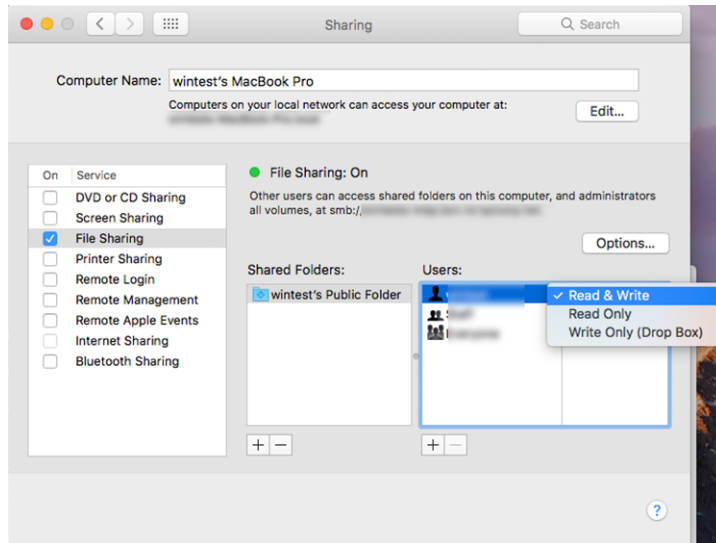 Sharing
Search
Computer Name: wintest's MacBook Pro
Computers on your local network can access your computer at:
Edit...
On Service
DVD or CD Sharing
Screen Sharing
File Sharing
Printer Sharing
Remote Login
Remote Management
Remote Apple Events
Internet Sharing
Bluetooth Sharing
File Sharing: On
Other users can access shared folders on this computer, and administrators
all volumes, at smb:/
Options...
Shared Folders:
wintest's Public Folder
Users:
Read & Write
Read Only
Write Only (Drop Box)
?